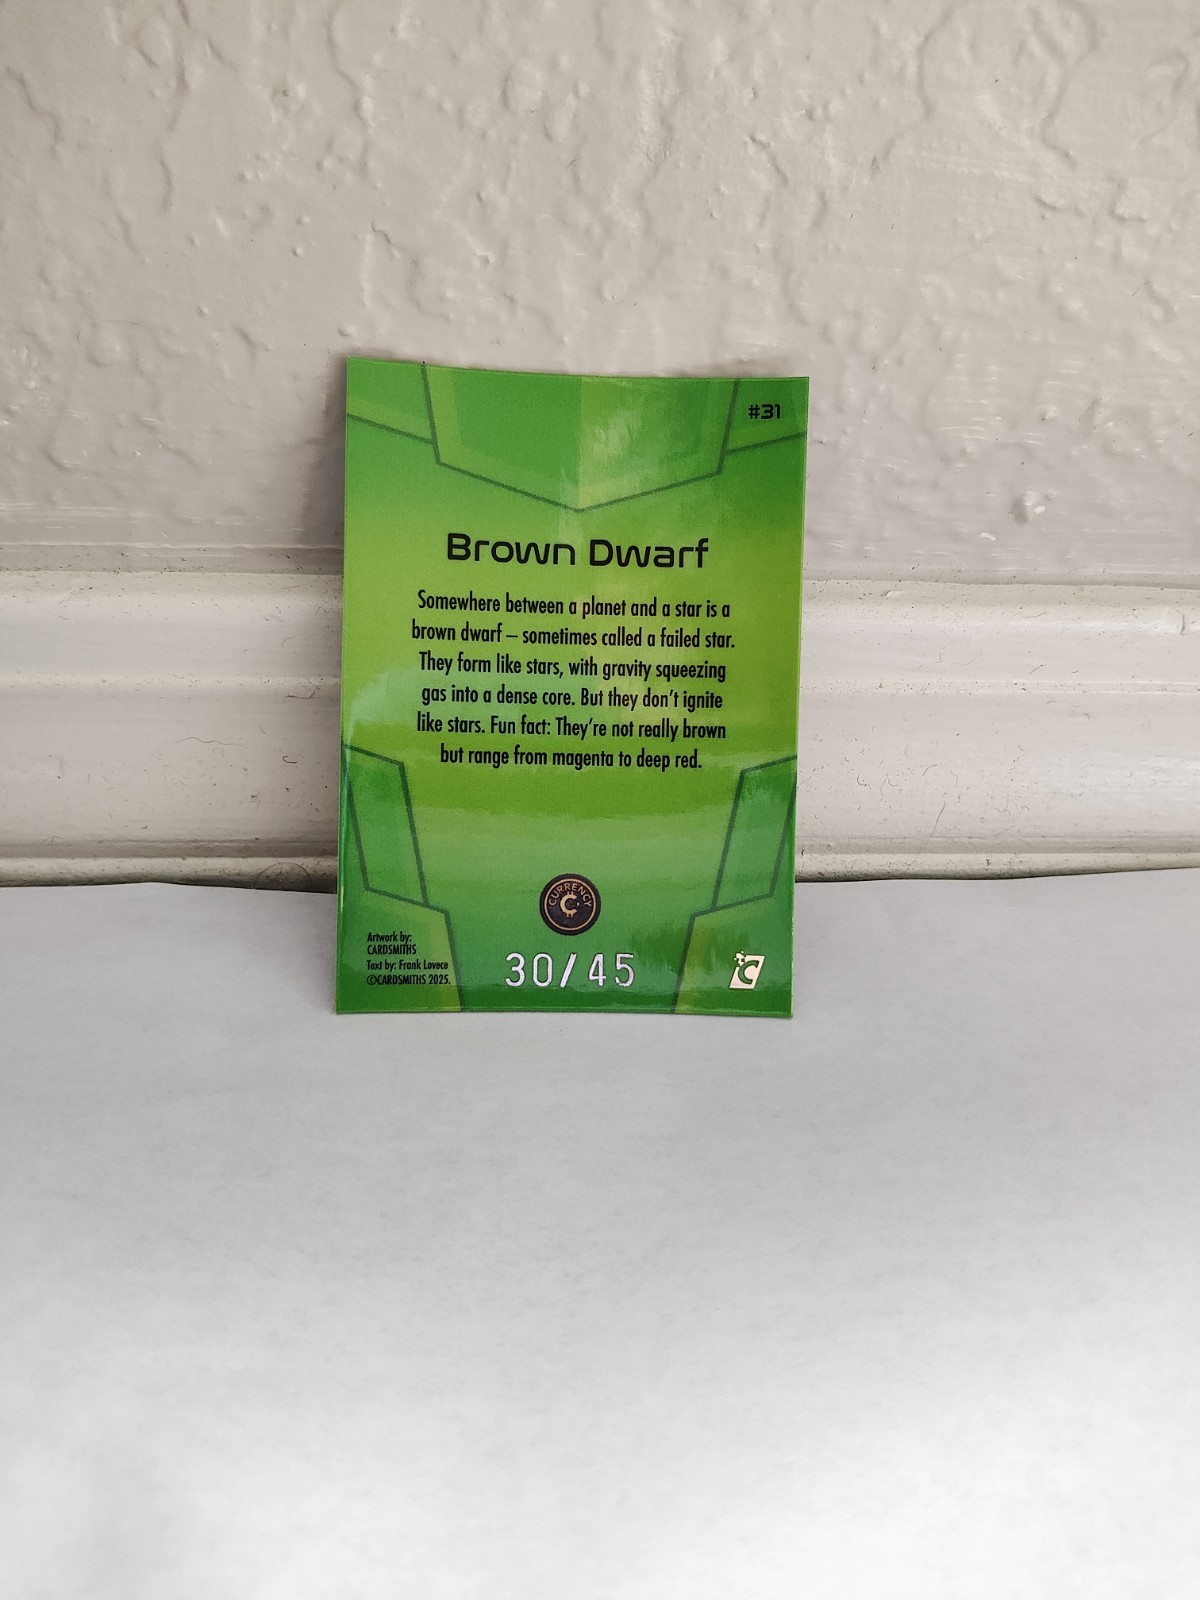 #31
Brown Dwarf
Somewhere between a planet and a star is a
brown dwarf – sometimes called a failed star.
They form like stars, with gravity squeezing
gas into a dense core. But they don't ignite
like stars. Fun fact: They're not really brown
but range from magenta to deep red.
CURRENCY
Artwork by:
CARDSMITHS
Text by: Frank Lovece
©CARDSMITHS 2025.
30/45
C